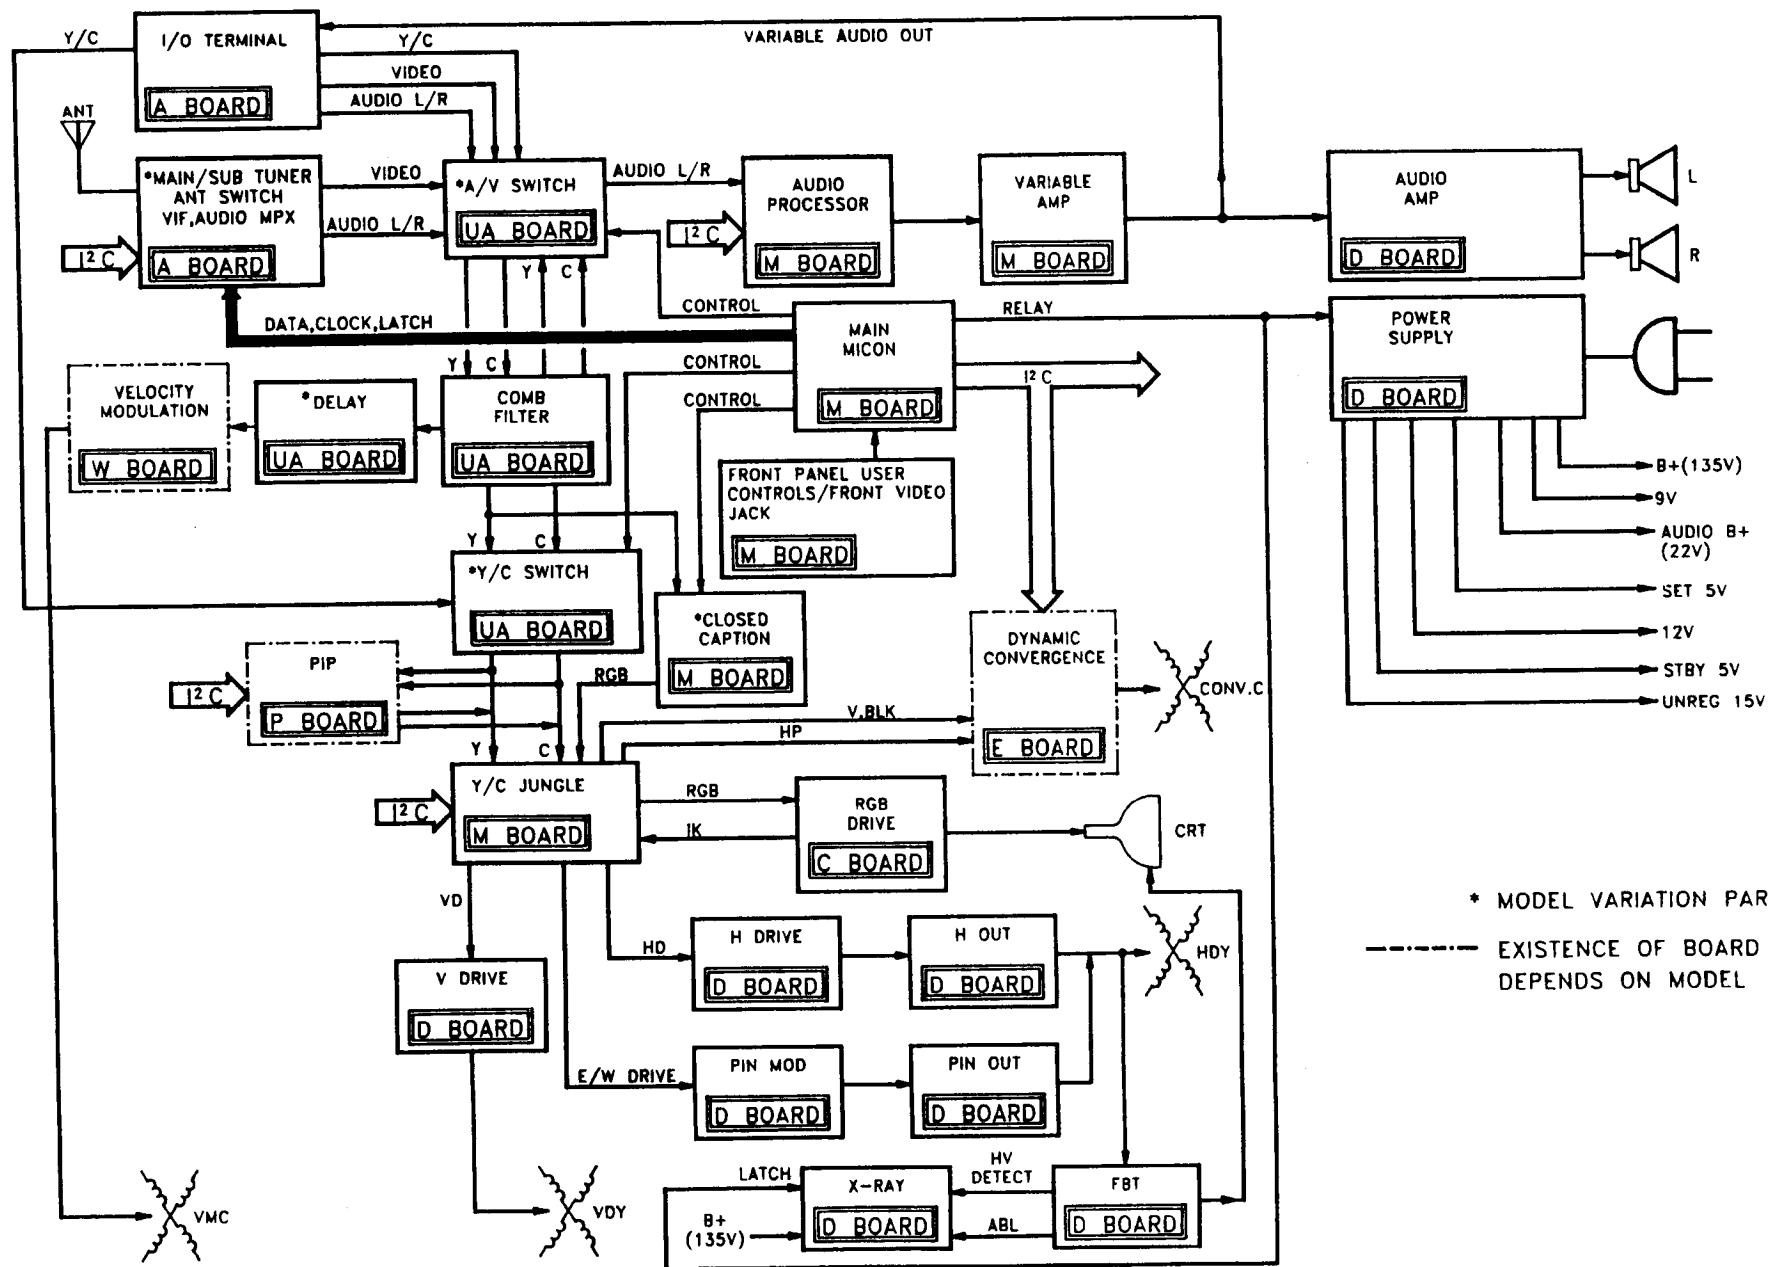 Y/C
I/O TERMINAL
A BOARD
Y/C
VIDEO
AUDIO L/R
VARIABLE AUDIO OUT
ANT
*MAIN/SUB TUNER
ANT SWITCH
VIF,AUDIO MPX
A BOARD
I²C
VIDEO
AUDIO L/R
*A/V SWITCH
UA BOARD
AUDIO L/R
I²C
AUDIO
PROCESSOR
M BOARD
VARIABLE
AMP
M BOARD
AUDIO
AMP
D BOARD
L
R
Y
C
DATA,CLOCK,LATCH
CONTROL
CONTROL
CONTROL
MAIN
MICON
M BOARD
RELAY
I²C
POWER
SUPPLY
D BOARD
B+(135V)
9V
AUDIO B+
(22V)
SET 5V
12V
STBY 5V
UNREG 15V
VELOCITY
MODULATION
W BOARD
*DELAY
UA BOARD
Y
C
COMB
FILTER
UA BOARD
FRONT PANEL USER
CONTROLS/FRONT VIDEO
JACK
M BOARD
Y
C
*Y/C SWITCH
UA BOARD
*CLOSED
CAPTION
M BOARD
RGB
DYNAMIC
CONVERGENCE
E BOARD
CONV.C
I²C
PIP
P BOARD
V.BLK
HP
Y
C
I²C
Y/C JUNGLE
M BOARD
RGB
IK
RGB
DRIVE
C BOARD
CRT
VD
HD
H DRIVE
D BOARD
H OUT
D BOARD
HDY
V DRIVE
D BOARD
E/W DRIVE
PIN MOD
D BOARD
PIN OUT
D BOARD
* MODEL VARIATION PAR
EXISTENCE OF BOARD
DEPENDS ON MODEL
VMC
VDY
LATCH
B+
(135V)
X-RAY
D BOARD
HV
DETECT
ABL
FBT
D BOARD